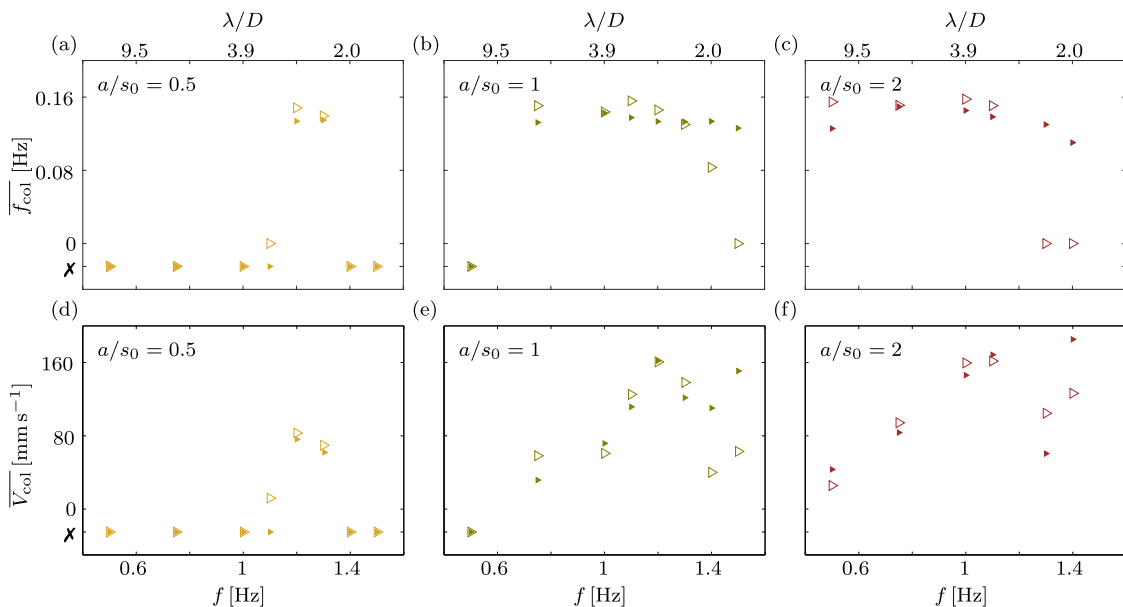 λ/D λ/D λ/D
(a) 9.5 3.9 2.0 (b) 9.5 3.9 2.0 (c) 9.5 3.9 2.0
a/s₀ = 0.5 a/s₀ = 1 a/s₀ = 2
0.16
0.08
0
✗
f_col [Hz]
(d) (e) (f)
a/s₀ = 0.5 a/s₀ = 1 a/s₀ = 2
160
80
0
✗
V_col [mm s⁻¹]
0.6 1 1.4 0.6 1 1.4 0.6 1 1.4
f [Hz] f [Hz] f [Hz]